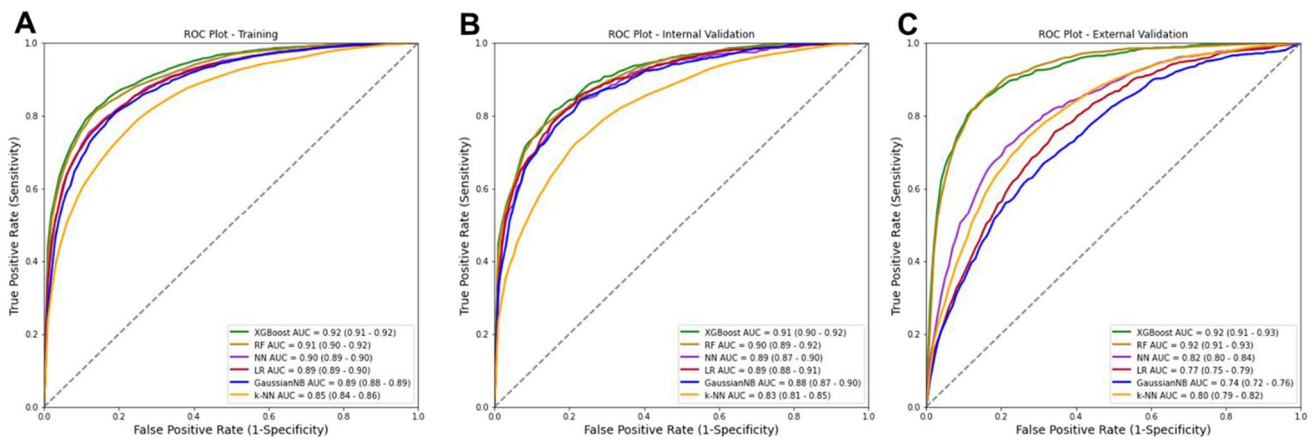 A
ROC Plot - Training
True Positive Rate (Sensitivity)
1.0
0.8
0.6
0.4
0.2
0.0
XGBoost AUC = 0.92 (0.91 - 0.92)
RF AUC = 0.91 (0.90 - 0.92)
NN AUC = 0.90 (0.89 - 0.90)
LR AUC = 0.89 (0.89 - 0.90)
GaussianNB AUC = 0.89 (0.88 - 0.89)
k-NN AUC = 0.85 (0.84 - 0.86)
0.0 0.2 0.4 0.6 0.8 1.0
False Positive Rate (1-Specificity)
B
ROC Plot - Internal Validation
True Positive Rate (Sensitivity)
1.0
0.8
0.6
0.4
0.2
0.0
XGBoost AUC = 0.91 (0.90 - 0.92)
RF AUC = 0.90 (0.89 - 0.92)
NN AUC = 0.89 (0.87 - 0.90)
LR AUC = 0.89 (0.88 - 0.91)
GaussianNB AUC = 0.88 (0.87 - 0.90)
k-NN AUC = 0.83 (0.81 - 0.85)
0.0 0.2 0.4 0.6 0.8 1.0
False Positive Rate (1-Specificity)
C
ROC Plot - External Validation
True Positive Rate (Sensitivity)
1.0
0.8
0.6
0.4
0.2
0.0
XGBoost AUC = 0.92 (0.91 - 0.93)
RF AUC = 0.92 (0.91 - 0.93)
NN AUC = 0.82 (0.80 - 0.84)
LR AUC = 0.77 (0.75 - 0.79)
GaussianNB AUC = 0.74 (0.72 - 0.76)
k-NN AUC = 0.80 (0.79 - 0.82)
0.0 0.2 0.4 0.6 0.8 1.0
False Positive Rate (1-Specificity)